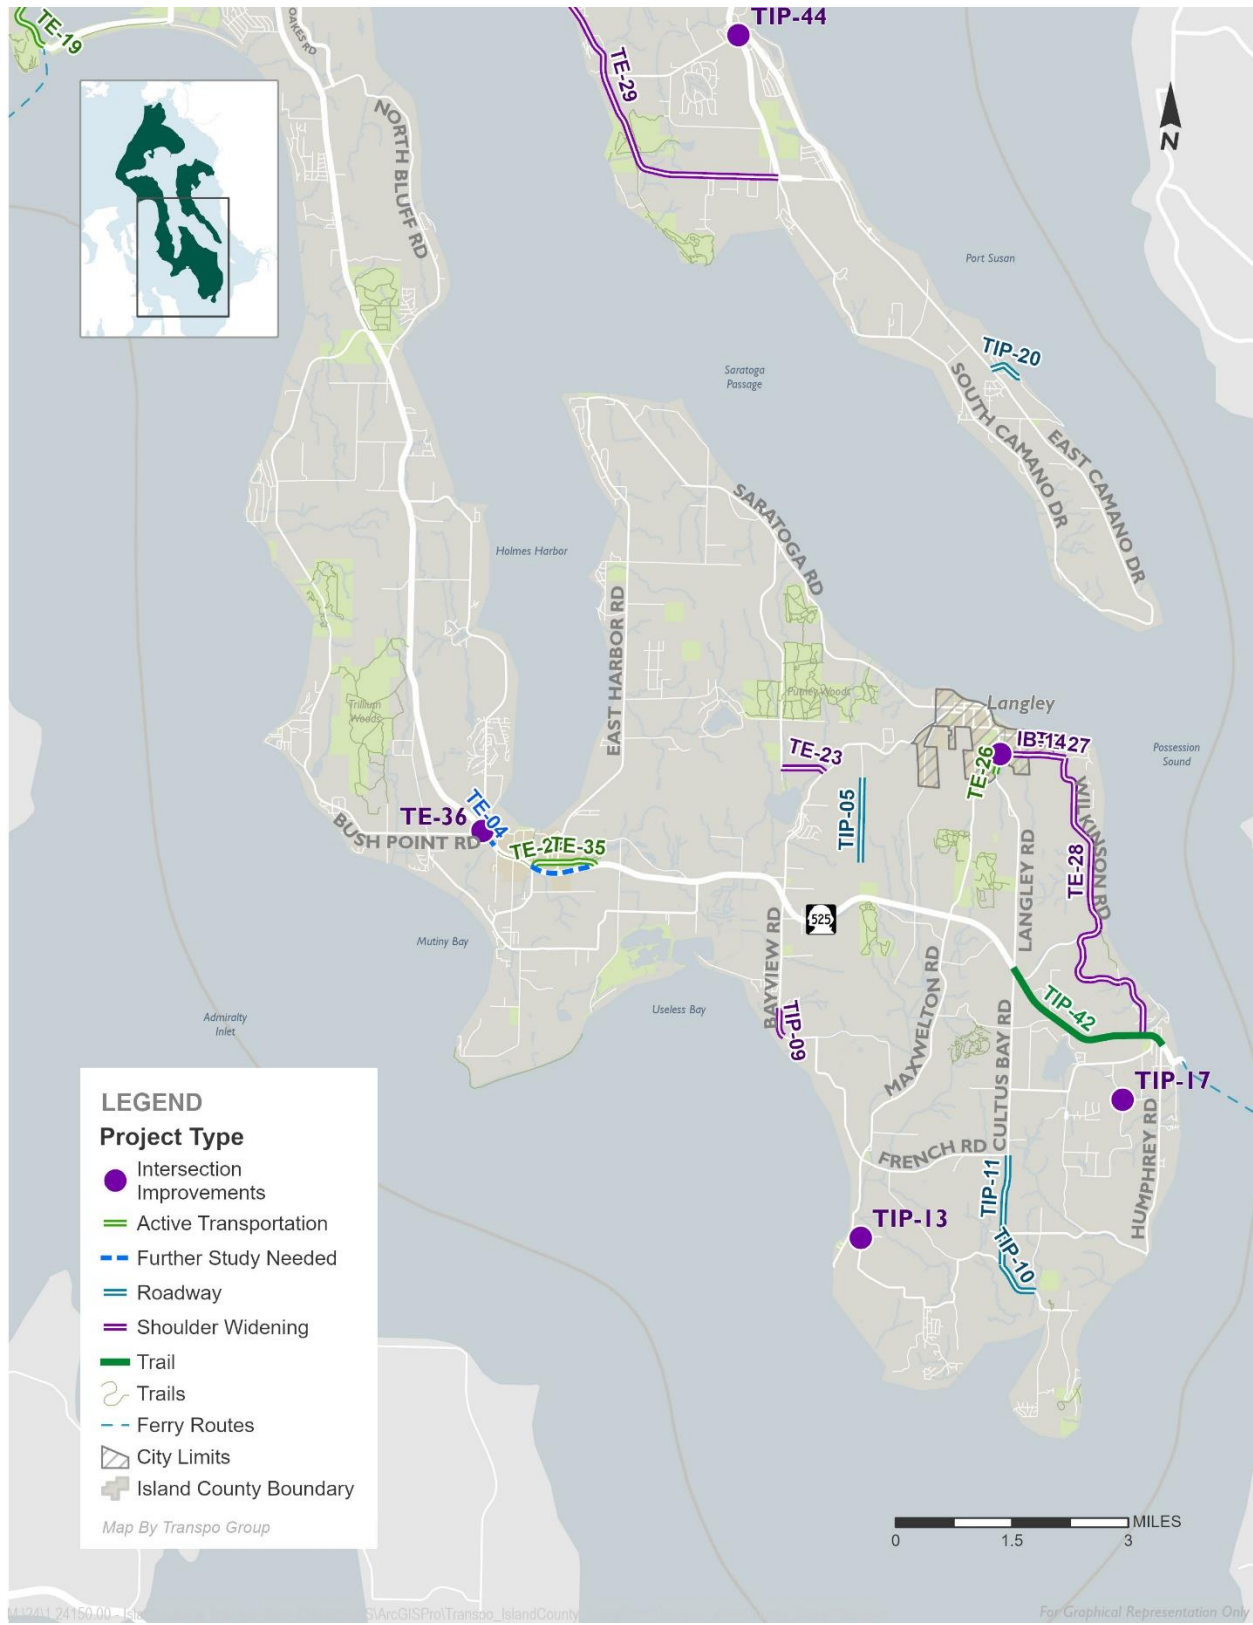 TIP-44
TE-19
OAKES RD
TE-29
NORTH BLUFF RD
N
Port Susan
TIP-20
Saratoga
Passage
SOUTH CAMANO DR
EAST CAMANO DR
SARATOGA RD
Holmes Harbor
EAST HARBOR RD
Trillium
Woods
Putney Woods
Langley
TE-23
TE-26
Possession
Sound
WILKINSON RD
TIP-05
TE-36
TE-04
BUSH POINT RD
TE-35
TE-28
LANGLEY RD
525
BAYVIEW RD
Mutiny Bay
MAXWELTON RD
Useless Bay
TIP-09
TIP-42
CULTUS BAY RD
Admiralty
Inlet
TIP-17
HUMPHREY RD
FRENCH RD
TIP-11
TIP-13
TIP-10
LEGEND
Project Type
Intersection
Improvements
Active Transportation
Further Study Needed
Roadway
Shoulder Widening
Trail
Trails
Ferry Routes
City Limits
Island County Boundary
Map By Transpo Group
MILES
0 1.5 3
For Graphical Representation Only